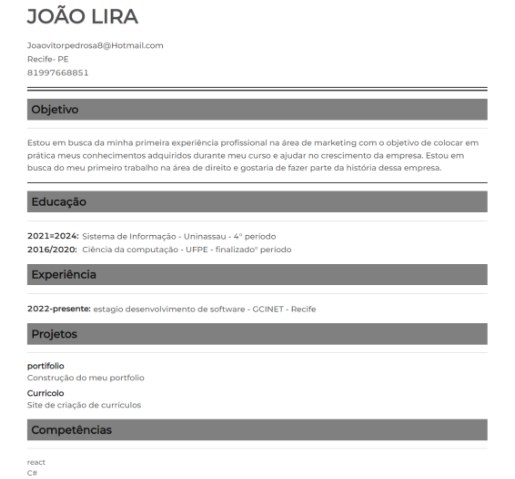 JOÃO LIRA
Joaovitorpedrosa8@Hotmail.com
Recife- PE
81997668851
Objetivo
Estou em busca da minha primeira experiência profissional na área de marketing com o objetivo de colocar em
prática meus conhecimentos adquiridos durante meu curso e ajudar no crescimento da empresa. Estou em
busca do meu primeiro trabalho na área de direito e gostaria de fazer parte da história dessa empresa.
Educação
2021=2024: Sistema de Informação - Uninassau - 4° periodo
2016/2020: Ciência da computação - UFPE - finalizado° periodo
Experiência
2022-presente: estagio desenvolvimento de software - GCINET - Recife
Projetos
portifolio
Construção do meu portfolio
Curricolo
Site de criação de currículos
Competências
react
C#